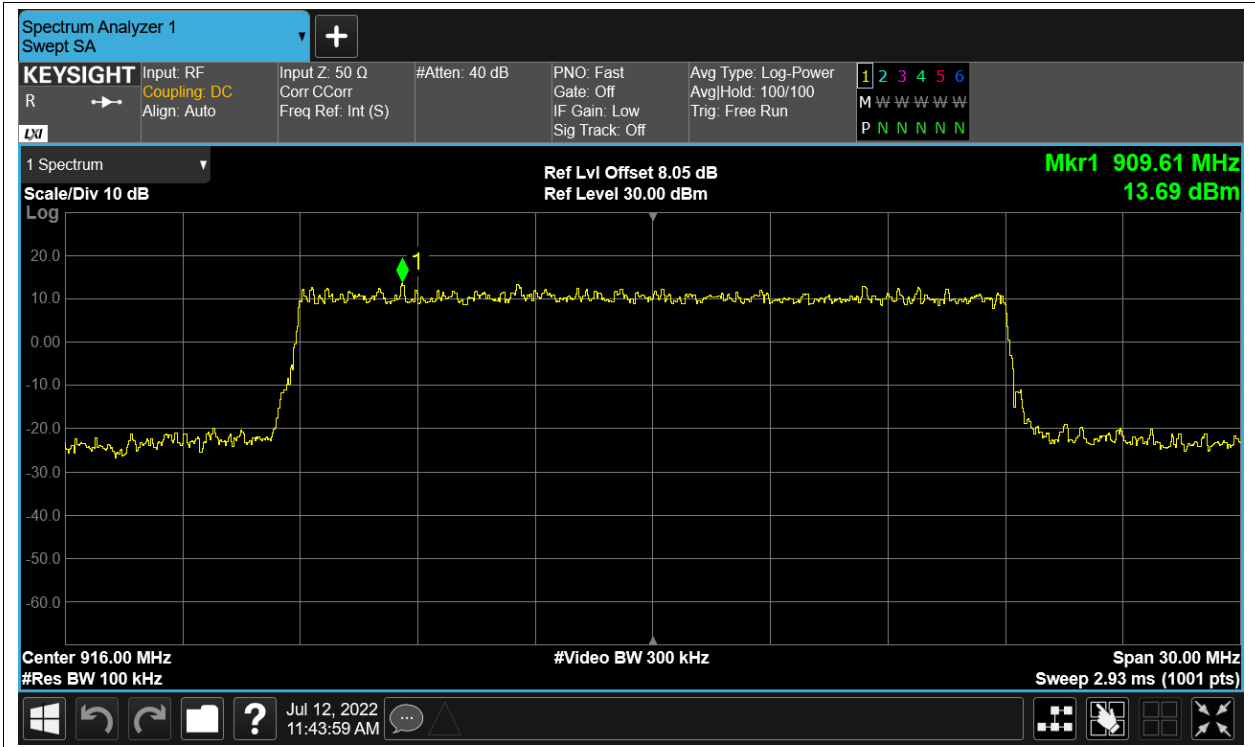 Spectrum Analyzer 1
Swept SA
+
KEYSIGHT
R
LXI
Input: RF
Coupling: DC
Align: Auto
Input Z: 50 Ω
Corr CCorr
Freq Ref: Int (S)
#Atten: 40 dB
PNO: Fast
Gate: Off
IF Gain: Low
Sig Track: Off
Avg Type: Log-Power
Avg|Hold: 100/100
Trig: Free Run
1 2 3 4 5 6
M W W W W W
P N N N N N
1 Spectrum
Scale/Div 10 dB
Ref Lvl Offset 8.05 dB
Ref Level 30.00 dBm
Mkr1 909.61 MHz
13.69 dBm
Log
1
20.0
10.0
0.00
-10.0
-20.0
-30.0
-40.0
-50.0
-60.0
Center 916.00 MHz
#Res BW 100 kHz
#Video BW 300 kHz
Span 30.00 MHz
Sweep 2.93 ms (1001 pts)
?
Jul 12, 2022
11:43:59 AM